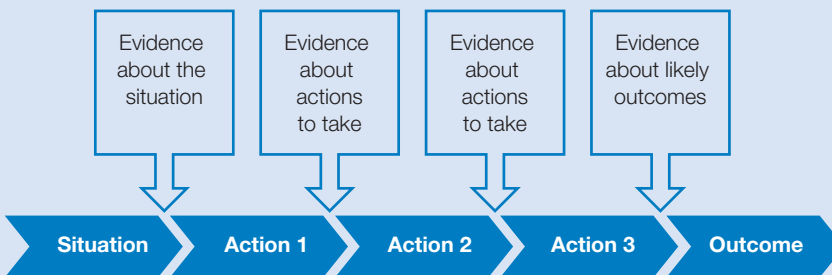 Evidence
about the
situation
Evidence
about
actions
to take
Evidence
about
actions
to take
Evidence
about likely
outcomes
Situation
Action 1
Action 2
Action 3
Outcome